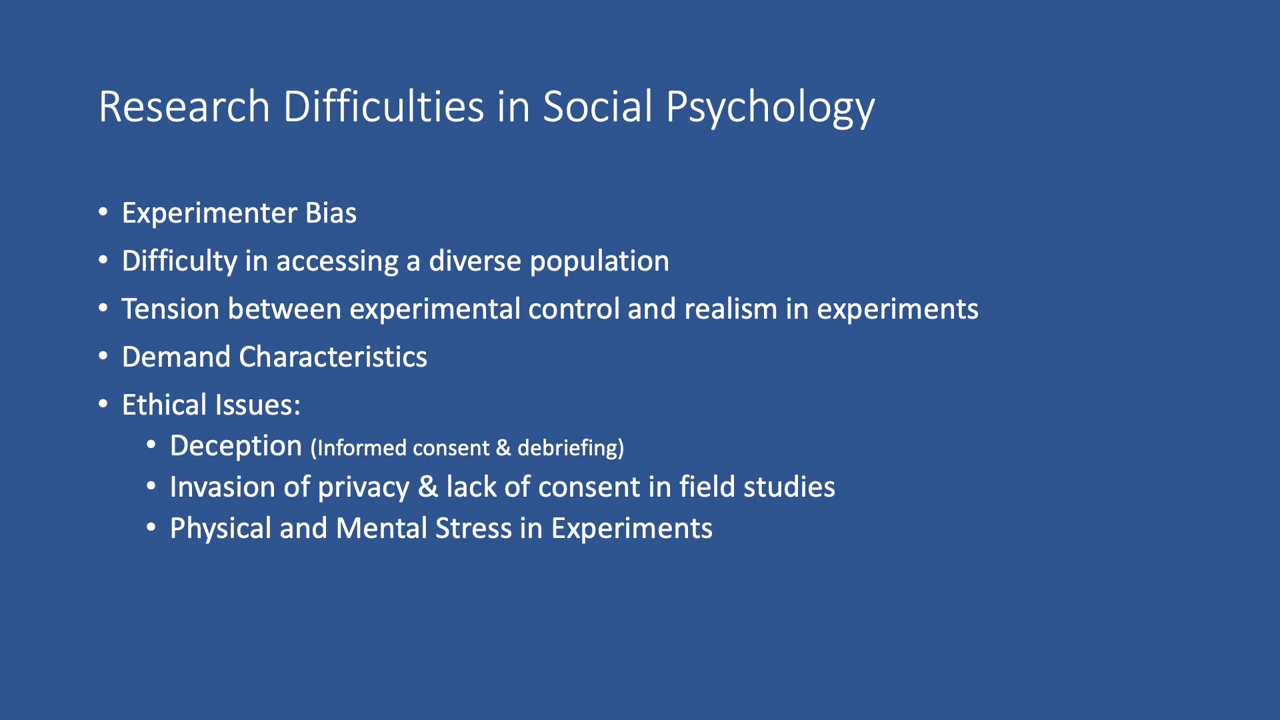 Research Difficulties in Social Psychology
• Experimenter Bias
• Difficulty in accessing a diverse population
• Tension between experimental control and realism in experiments
• Demand Characteristics
• Ethical Issues:
• Deception (Informed consent & debriefing)
• Invasion of privacy & lack of consent in field studies
• Physical and Mental Stress in Experiments